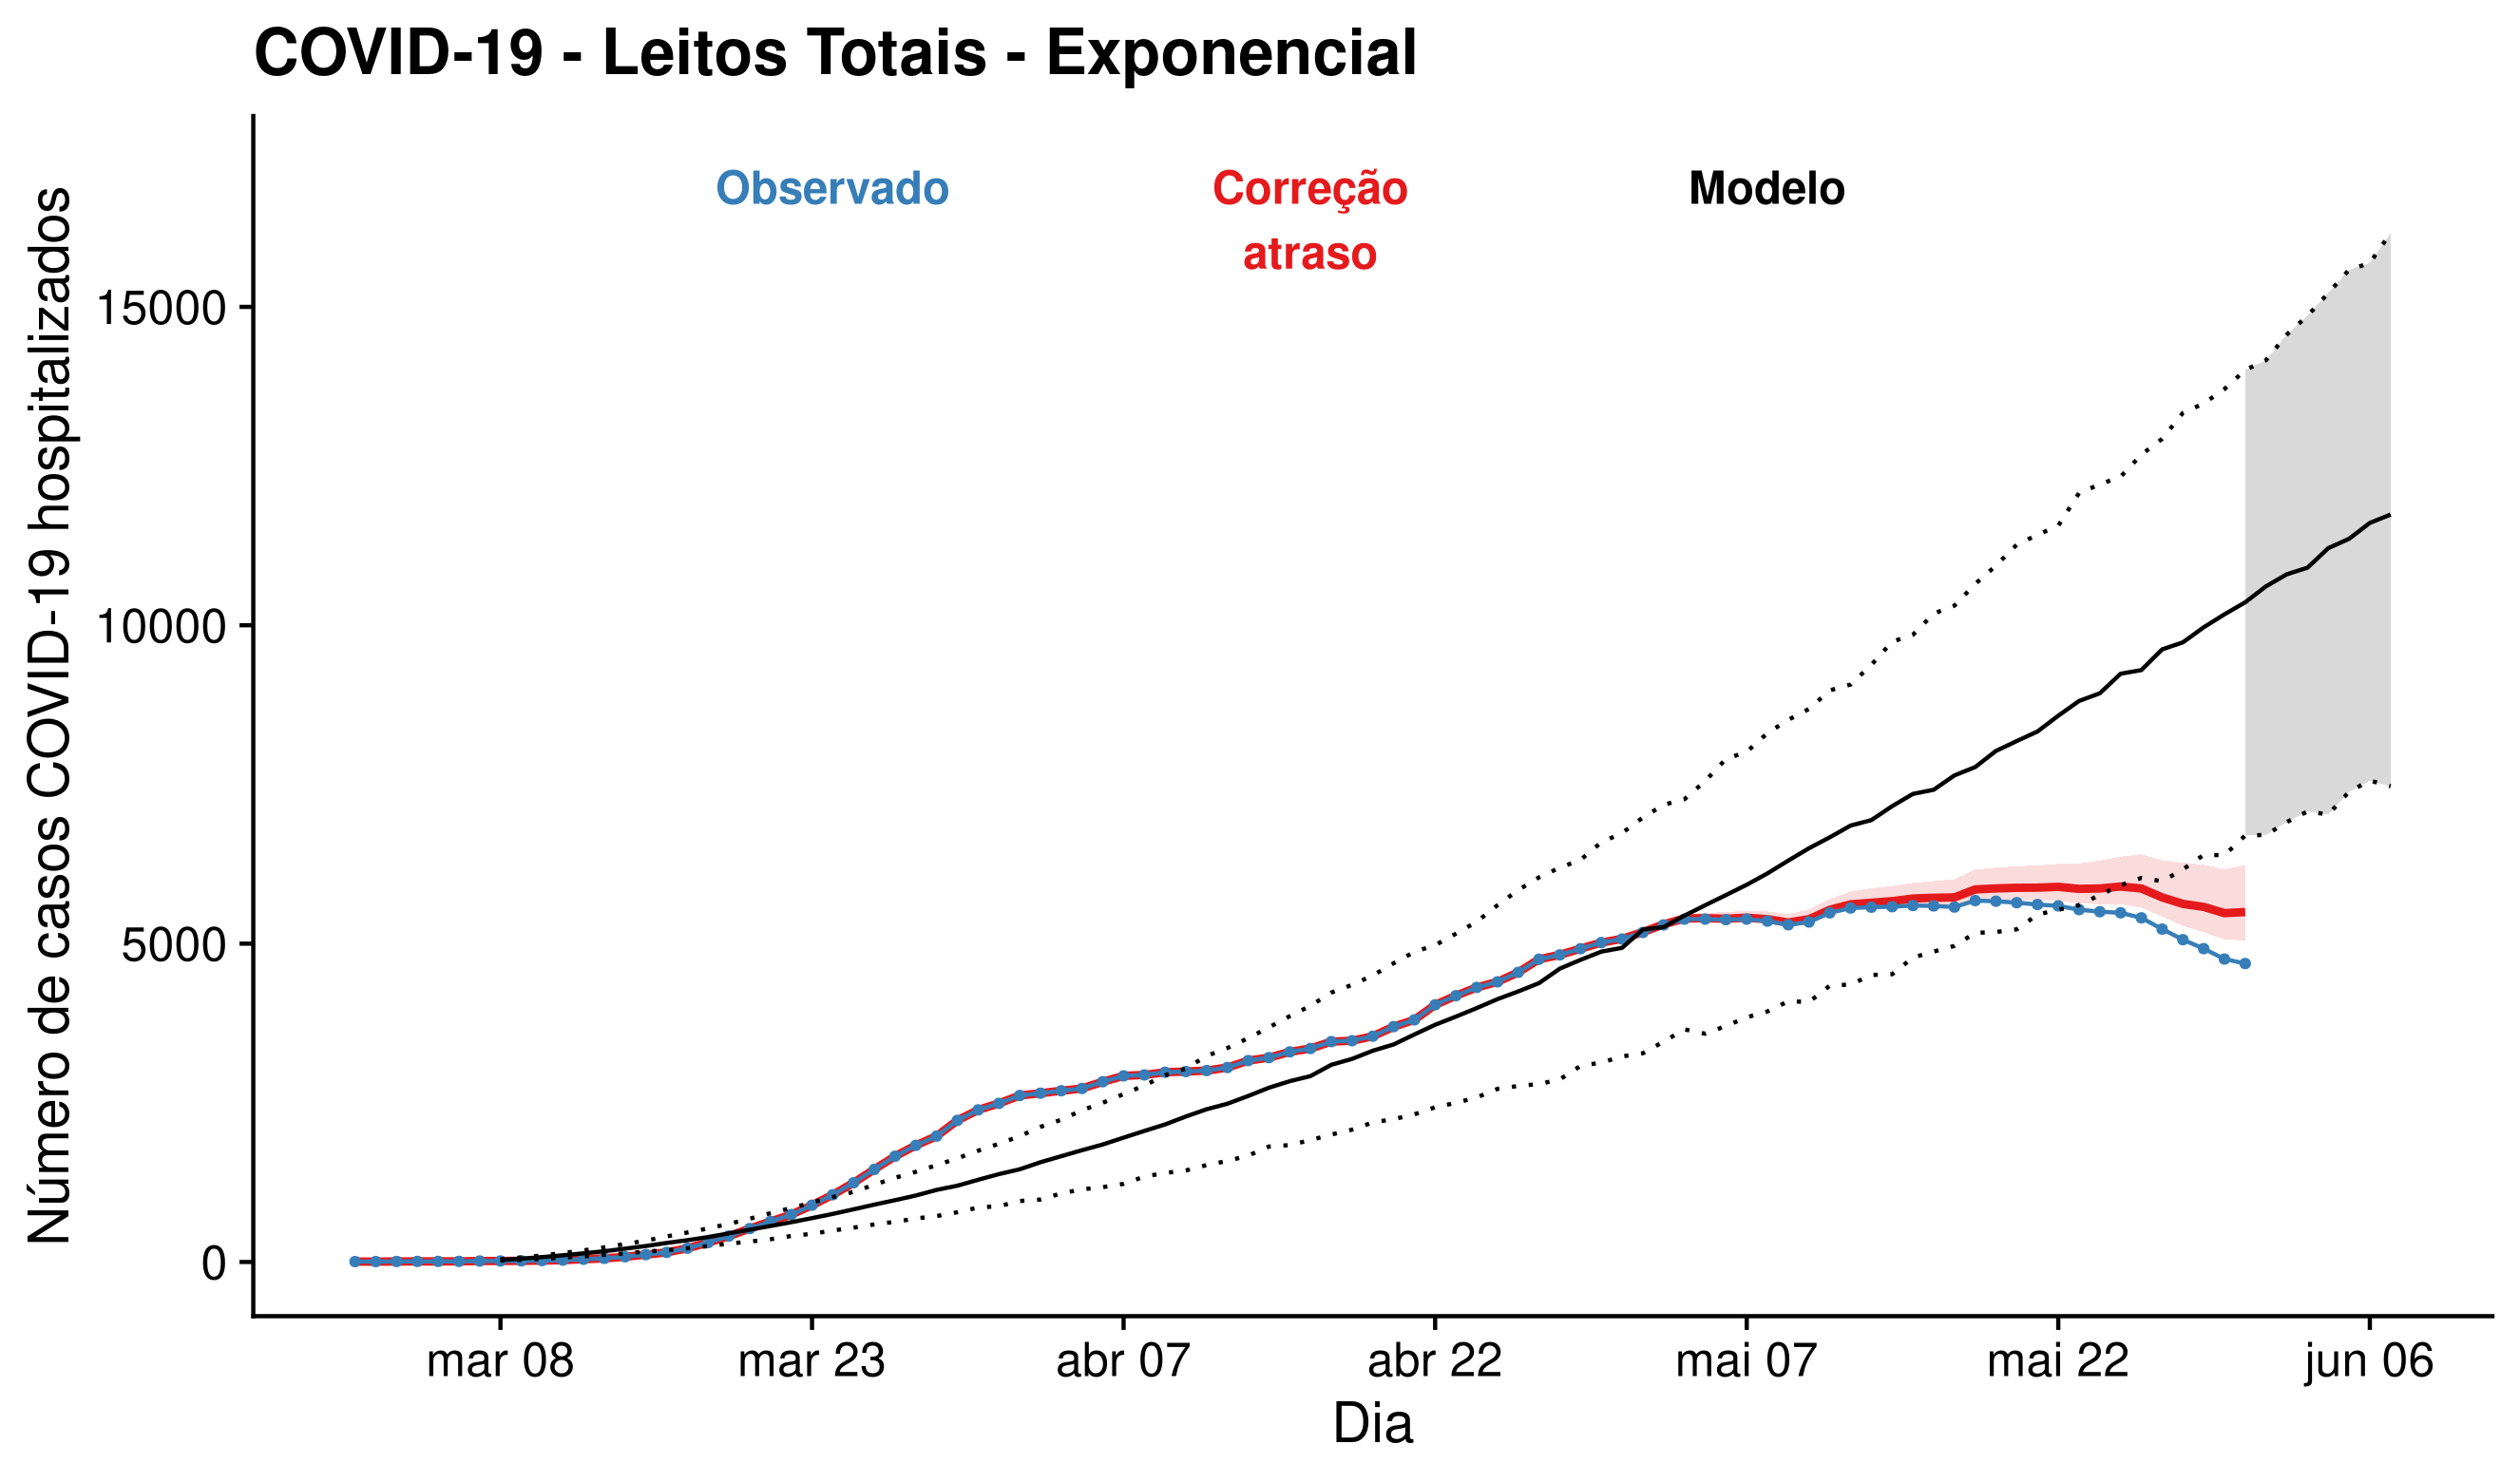 COVID-19 - Leitos Totais - Exponencial
Observado
Correção
atraso
Modelo
Número de casos COVID-19 hospitalizados
15000
10000
5000
0
mar 08
mar 23
abr 07
abr 22
mai 07
mai 22
jun 06
Dia